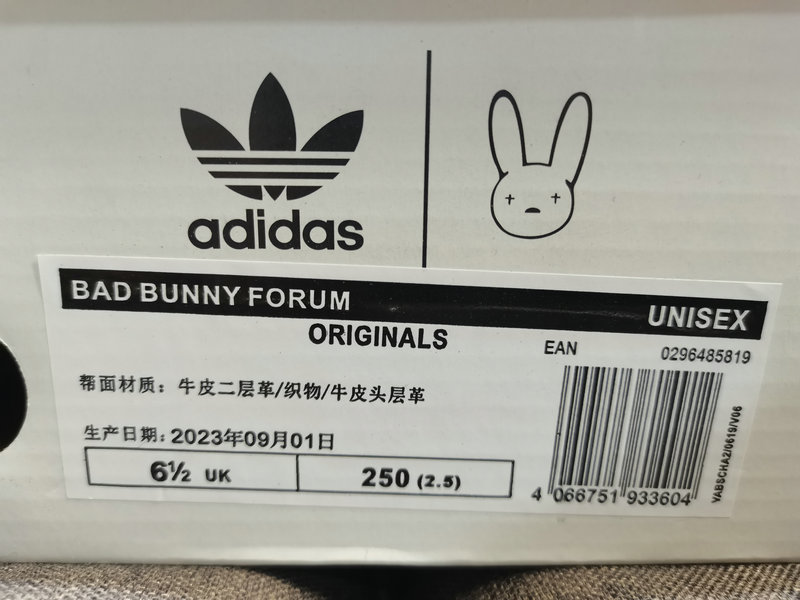 adidas
BAD BUNNY FORUM
UNISEX
ORIGINALS
EAN 0296485819
帮面材质：牛皮二层革/织物/牛皮头层革
生产日期：2023年09月01日
6½ UK
250 (2.5)
4 066751 933604
VABSCHA2/0619/V06